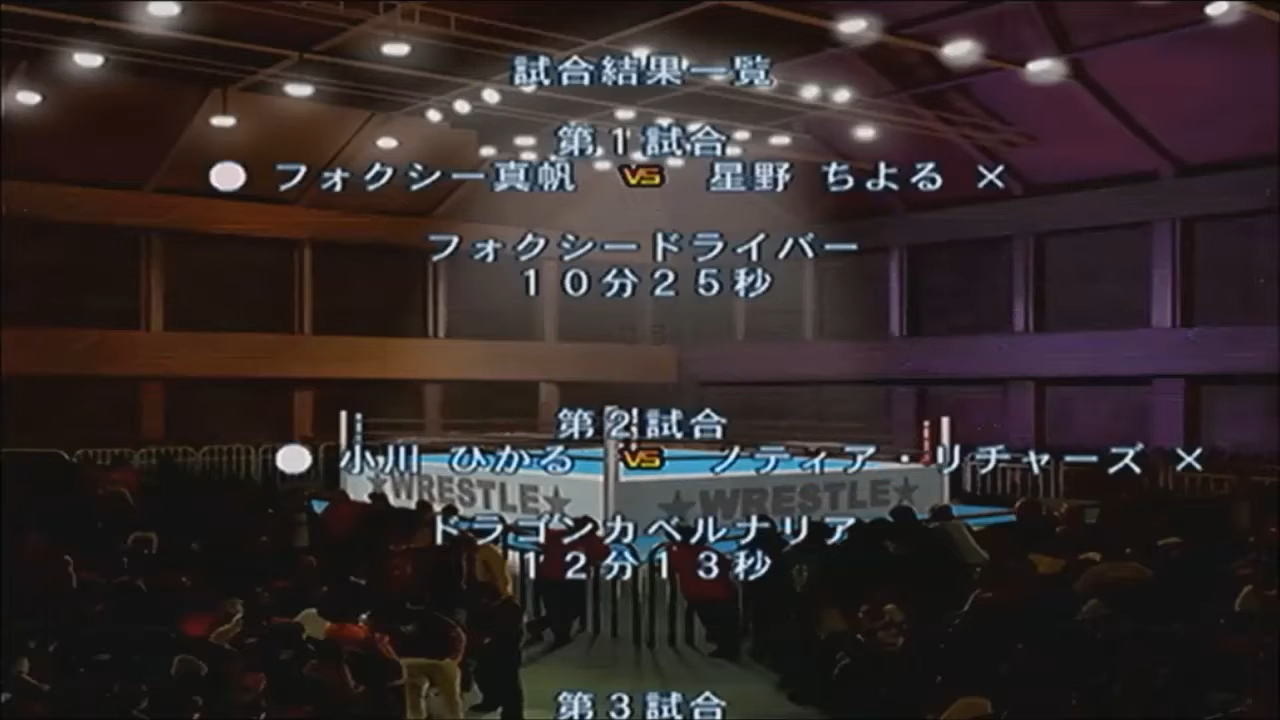 試合結果一覧
第１試合
● フォクシー真帆 VS 星野 ちよる ×
フォクシードライバー
１０分２５秒
第２試合
● 小川 ひかる VS ノティア・リチャーズ ×
★WRESTLE★ ★WRESTLE★
ドラゴンカベルナリア
１２分１３秒
第３試合